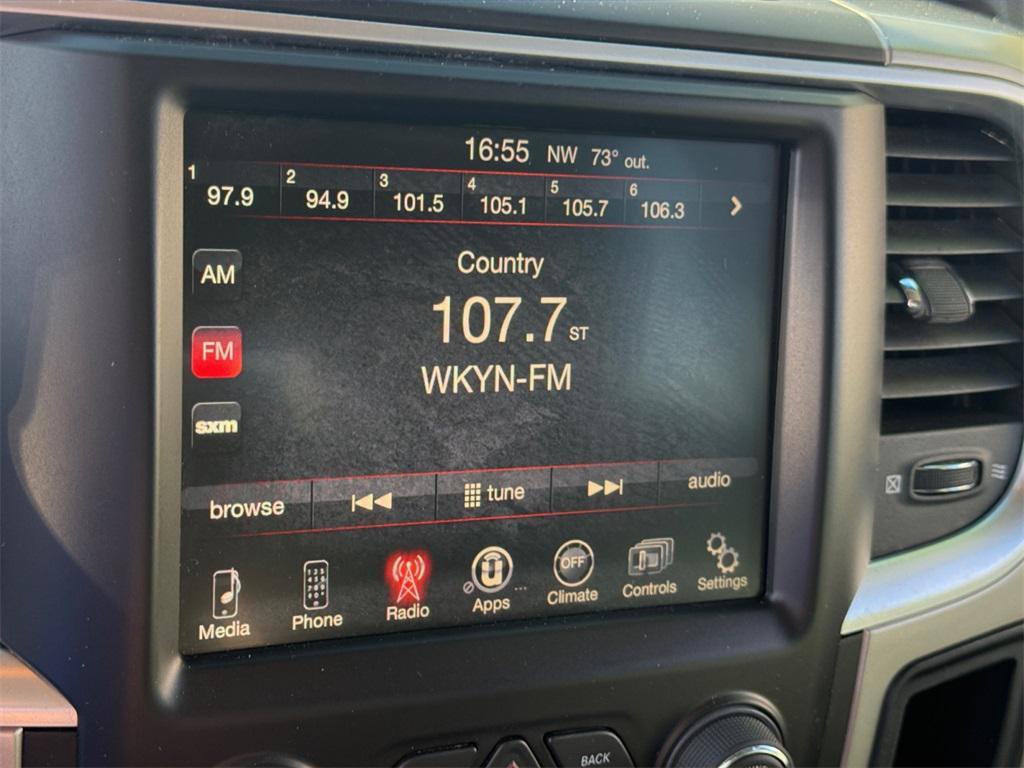 16:55 NW 73° out.
1 97.9 2 94.9 3 101.5 4 105.1 5 105.7 6 106.3
AM
Country
107.7 ST
FM
WKYN-FM
sxm
browse tune audio
OFF
Media Phone Radio Apps Climate Controls Settings
BACK